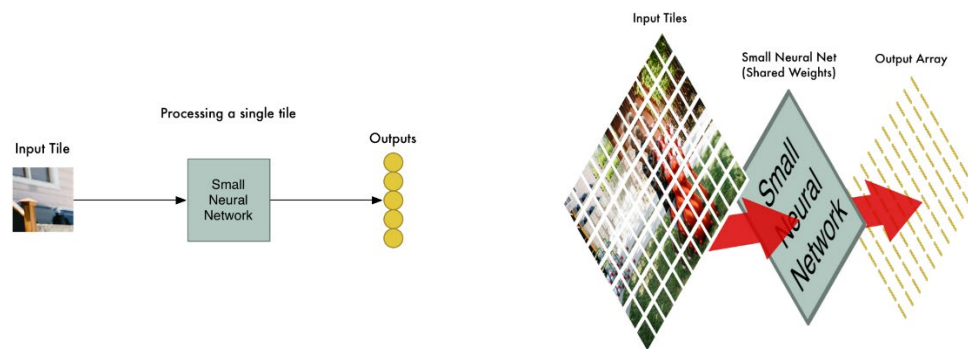 Processing a single tile
Input Tile
Small
Neural
Network
Outputs
Input Tiles
Small Neural Net
(Shared Weights)
Output Array
Small
Neural
Network